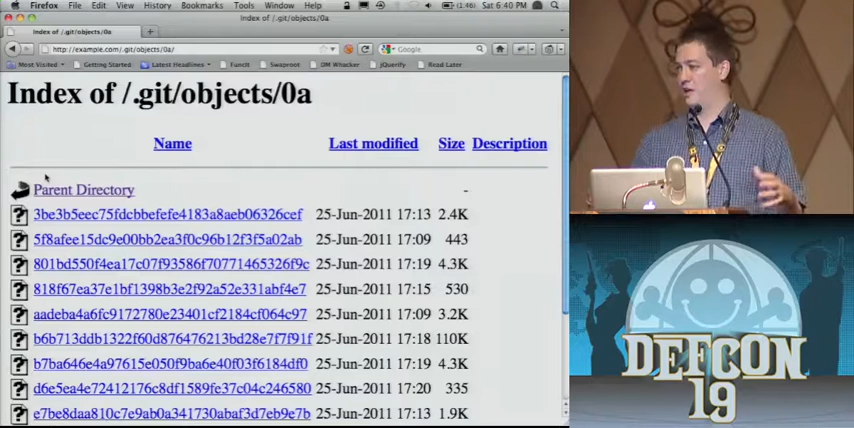 Firefox File Edit View History Bookmarks Tools Window Help (1:46) Sat 6:40 PM
Index of /.git/objects/0a
Index of /.git/objects/0a
http://example.com/.git/objects/0a/
Google
Most Visited Getting Started Latest Headlines Funcit Swaproot DM Whacker jQuerify Read Later
Index of /.git/objects/0a
Name Last modified Size Description
Parent Directory -
3be3b5eec75fdcbbefefe4183a8aeb06326cef 25-Jun-2011 17:13 2.4K
5f8afee15dc9e00bb2ea3f0c96b12f3f5a02ab 25-Jun-2011 17:09 443
801bd550f4ea17c07f93586f70771465326f9c 25-Jun-2011 17:19 4.3K
818f67ea37e1bf1398b3e2f92a52e331abf4e7 25-Jun-2011 17:15 530
aadeba4a6fc9172780e23401cf2184cf064c97 25-Jun-2011 17:09 3.2K
b6b713ddb1322f60d876476213bd28e7f7f91f 25-Jun-2011 17:18 110K
b7ba646e4a97615e050f9ba6e40f03f6184df0 25-Jun-2011 17:19 4.3K
d6e5ea4e72412176c8df1589fe37c04c246580 25-Jun-2011 17:20 335
e7be8daa810c7e9ab0a341730abaf3d7eb9e7b 25-Jun-2011 17:13 1.9K
DEFCON
19